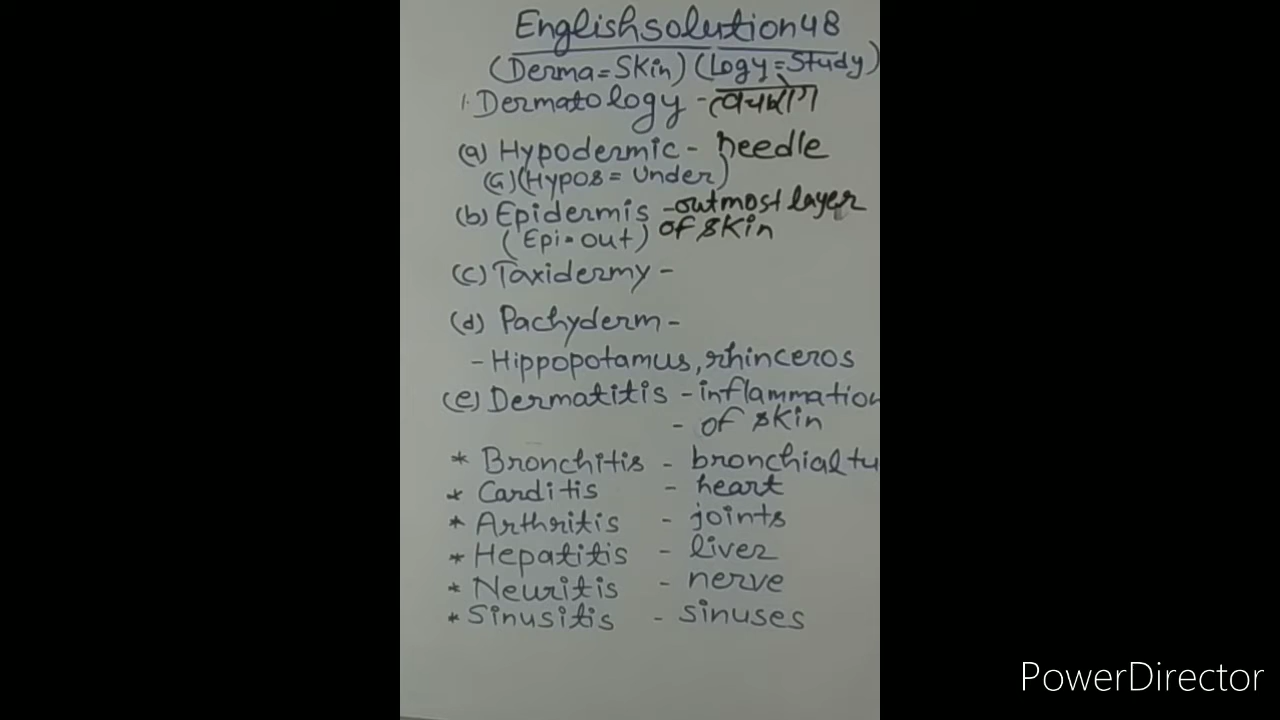 Englishsolution48
(Derma=Skin) (Logy=Study)
1. Dermatology - त्वचारोग
(a) Hypodermic - needle
(G)(Hypos = Under)
(b) Epidermis - outmost layer
(Epi=out) of skin
(c) Taxidermy -
(d) Pachyderm -
- Hippopotamus, rhinceros
(e) Dermatitis - inflammation
- of skin
* Bronchitis - bronchial tu
* Carditis - heart
* Arthritis - joints
* Hepatitis - liver
* Neuritis - nerve
* Sinusitis - sinuses
PowerDirector